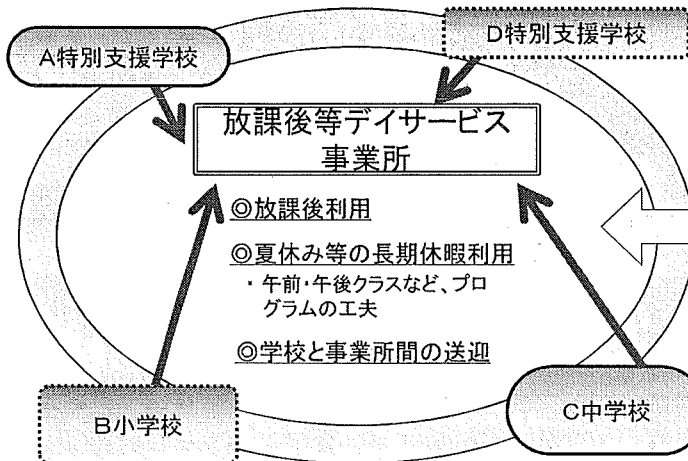 A特別支援学校
D特別支援学校
放課後等デイサービス
事業所
◎放課後利用
◎夏休み等の長期休暇利用
・午前・午後クラスなど、プロ
グラムの工夫
◎学校と事業所間の送迎
B小学校
C中学校